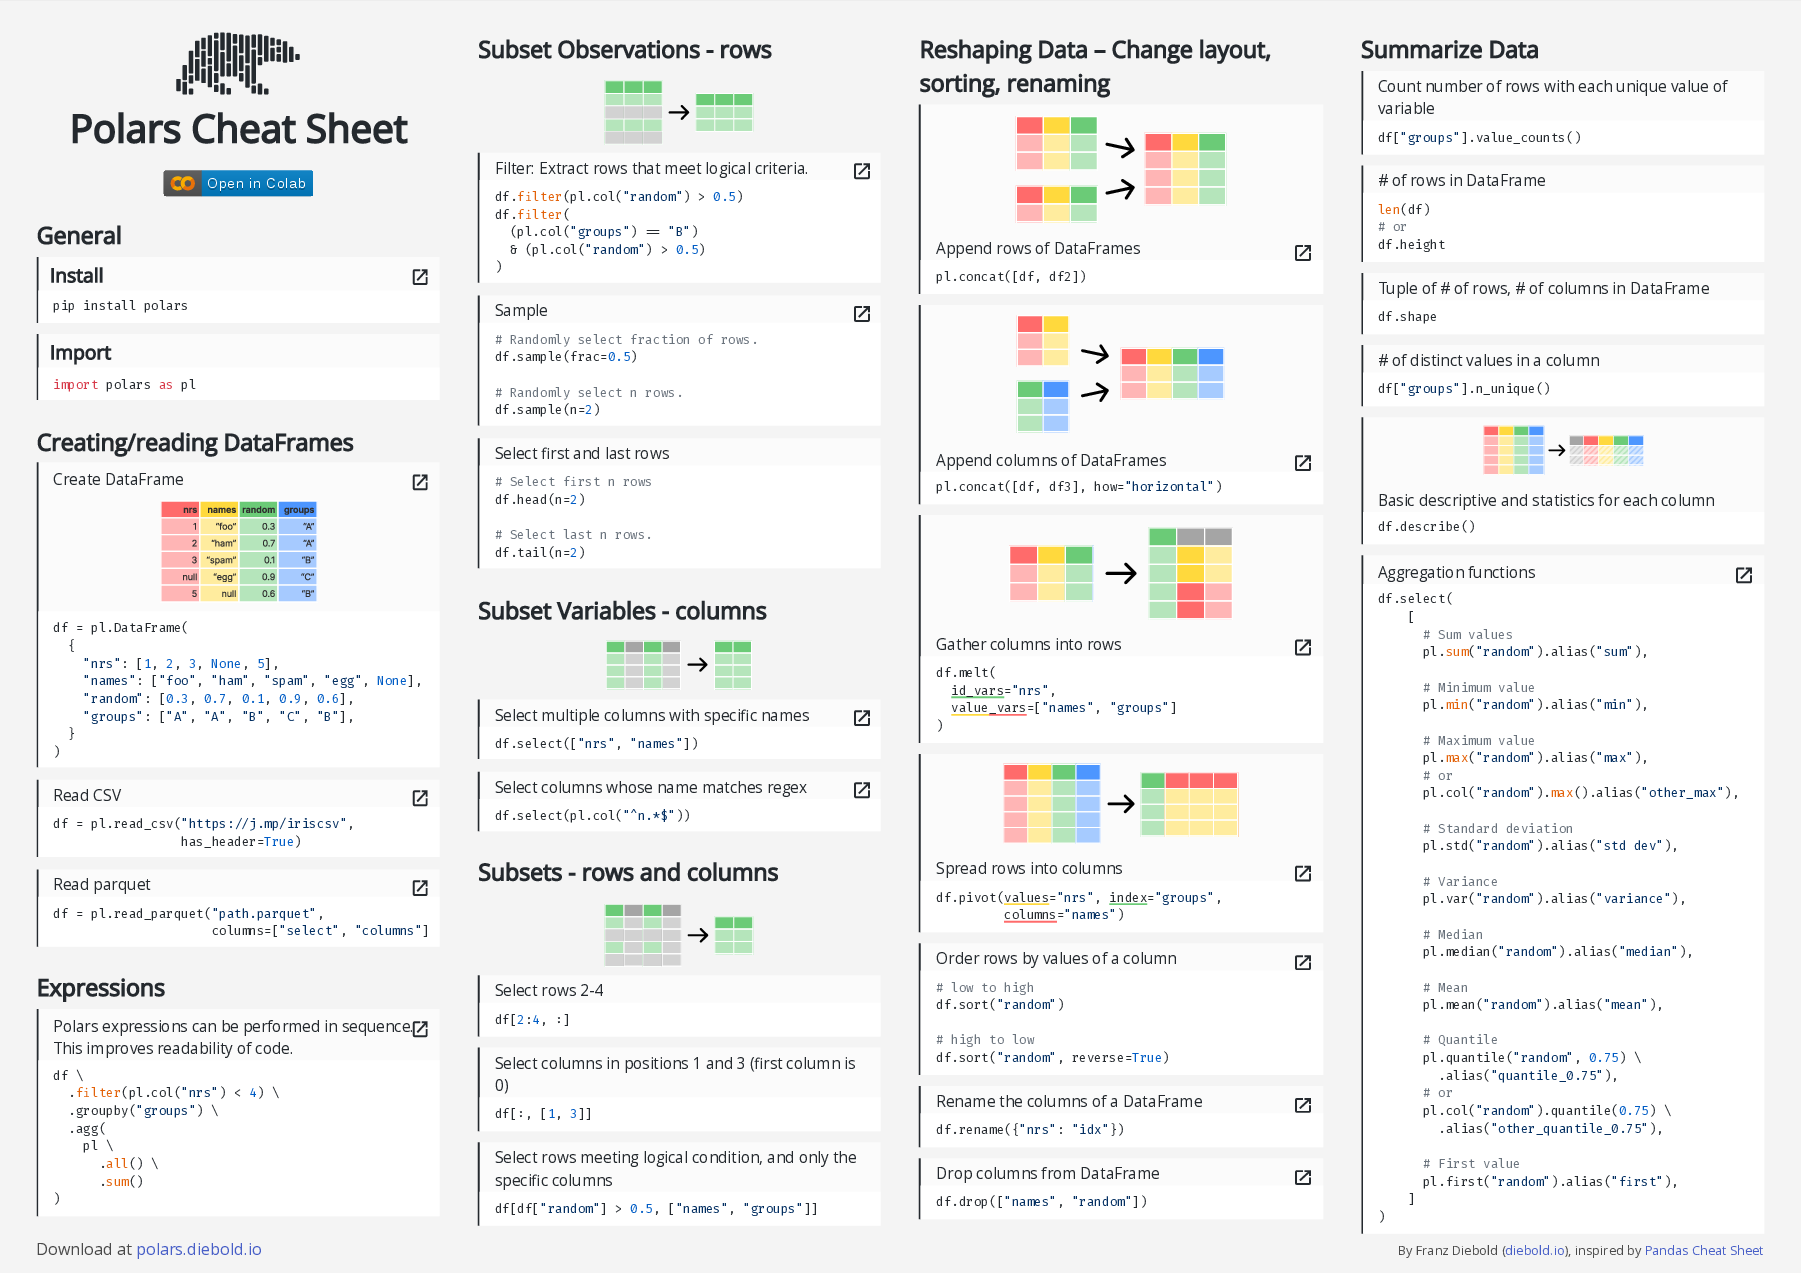 Polars Cheat Sheet
Open in Colab
General
Install
pip install polars
Import
import polars as pl
Creating/reading DataFrames
Create DataFrame
nrs names random groups
1 "foo" 0.3 "A"
2 "ham" 0.7 "A"
3 "spam" 0.1 "B"
null "egg" 0.9 "C"
5 null 0.6 "B"
df = pl.DataFrame(
  {
    "nrs": [1, 2, 3, None, 5],
    "names": ["foo", "ham", "spam", "egg", None],
    "random": [0.3, 0.7, 0.1, 0.9, 0.6],
    "groups": ["A", "A", "B", "C", "B"],
  }
)
Read CSV
df = pl.read_csv("https://j.mp/iriscsv",
                 has_header=True)
Read parquet
df = pl.read_parquet("path.parquet",
                     columns=["select", "columns"]
Expressions
Polars expressions can be performed in sequence.
This improves readability of code.
df \
  .filter(pl.col("nrs") < 4) \
  .groupby("groups") \
  .agg(
    pl \
      .all() \
      .sum()
)
Download at polars.diebold.io
Subset Observations - rows
Filter: Extract rows that meet logical criteria.
df.filter(pl.col("random") > 0.5)
df.filter(
  (pl.col("groups") == "B")
  & (pl.col("random") > 0.5)
)
Sample
# Randomly select fraction of rows.
df.sample(frac=0.5)
# Randomly select n rows.
df.sample(n=2)
Select first and last rows
# Select first n rows
df.head(n=2)
# Select last n rows.
df.tail(n=2)
Subset Variables - columns
Select multiple columns with specific names
df.select(["nrs", "names"])
Select columns whose name matches regex
df.select(pl.col("^n.*$"))
Subsets - rows and columns
Select rows 2-4
df[2:4, :]
Select columns in positions 1 and 3 (first column is
0)
df[:, [1, 3]]
Select rows meeting logical condition, and only the
specific columns
df[df["random"] > 0.5, ["names", "groups"]]
Reshaping Data – Change layout,
sorting, renaming
Append rows of DataFrames
pl.concat([df, df2])
Append columns of DataFrames
pl.concat([df, df3], how="horizontal")
Gather columns into rows
df.melt(
  id_vars="nrs",
  value_vars=["names", "groups"]
)
Spread rows into columns
df.pivot(values="nrs", index="groups",
         columns="names")
Order rows by values of a column
# low to high
df.sort("random")
# high to low
df.sort("random", reverse=True)
Rename the columns of a DataFrame
df.rename({"nrs": "idx"})
Drop columns from DataFrame
df.drop(["names", "random"])
Summarize Data
Count number of rows with each unique value of
variable
df["groups"].value_counts()
# of rows in DataFrame
len(df)
# or
df.height
Tuple of # of rows, # of columns in DataFrame
df.shape
# of distinct values in a column
df["groups"].n_unique()
Basic descriptive and statistics for each column
df.describe()
Aggregation functions
df.select(
    [
      # Sum values
      pl.sum("random").alias("sum"),
      # Minimum value
      pl.min("random").alias("min"),
      # Maximum value
      pl.max("random").alias("max"),
      # or
      pl.col("random").max().alias("other_max"),
      # Standard deviation
      pl.std("random").alias("std dev"),
      # Variance
      pl.var("random").alias("variance"),
      # Median
      pl.median("random").alias("median"),
      # Mean
      pl.mean("random").alias("mean"),
      # Quantile
      pl.quantile("random", 0.75) \
        .alias("quantile_0.75"),
      # or
      pl.col("random").quantile(0.75) \
        .alias("other_quantile_0.75"),
      # First value
      pl.first("random").alias("first"),
    ]
)
By Franz Diebold (diebold.io), inspired by Pandas Cheat Sheet